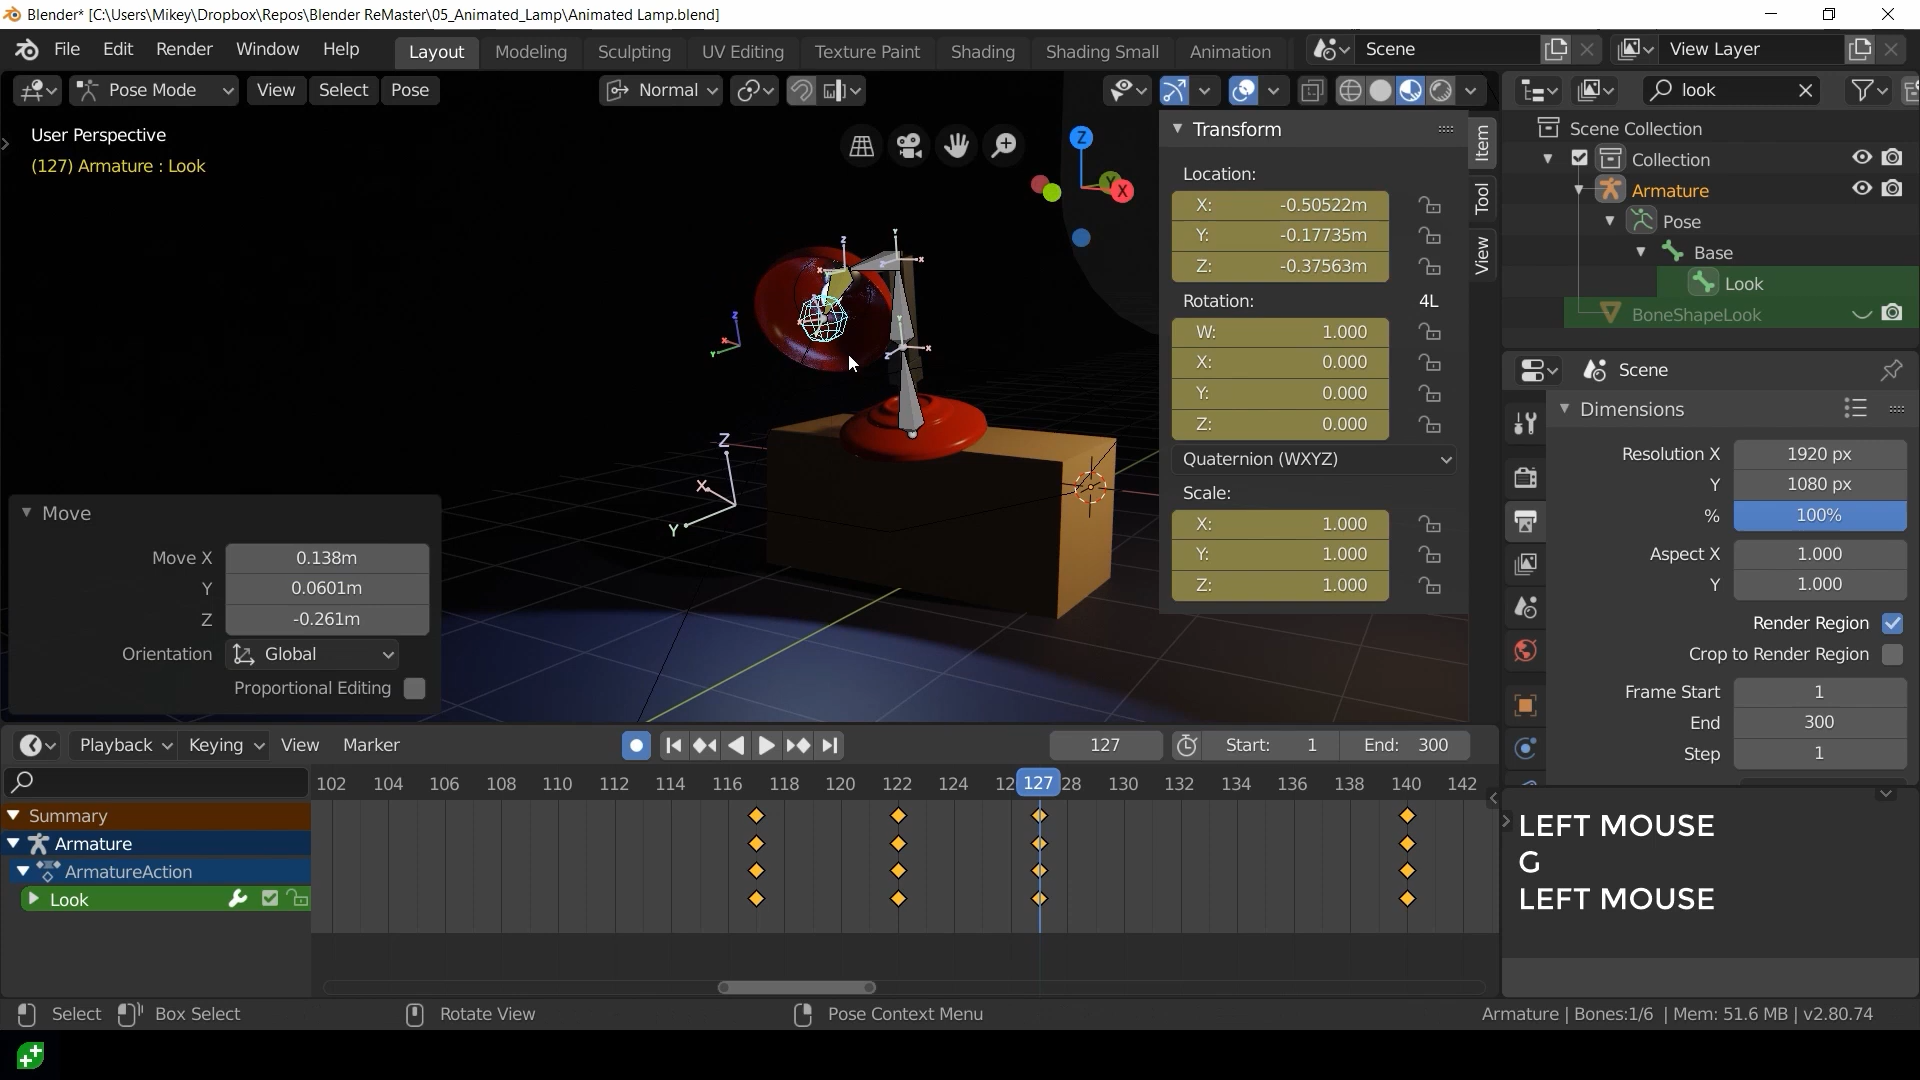 Blender* [C:\Users\Mikey\Dropbox\Repos\Blender ReMaster\05_Animated_Lamp\Animated Lamp.blend]
File Edit Render Window Help Layout Modeling Sculpting UV Editing Texture Paint Shading Shading Small Animation Scene View Layer
Pose Mode View Select Pose Normal look
User Perspective
(127) Armature : Look
Transform
Location:
X: -0.50522m
Y: -0.17735m
Z: -0.37563m
Rotation: 4L
W: 1.000
X: 0.000
Y: 0.000
Z: 0.000
Quaternion (WXYZ)
Scale:
X: 1.000
Y: 1.000
Z: 1.000
Item
Tool
View
Z
Y
X
Z
X
Y
Scene Collection
Collection
Armature
Pose
Base
Look
BoneShapeLook
Scene
Dimensions
Resolution X 1920 px
Y 1080 px
% 100%
Aspect X 1.000
Y 1.000
Render Region
Crop to Render Region
Frame Start 1
End 300
Step 1
Move
Move X 0.138m
Y 0.0601m
Z -0.261m
Orientation Global
Proportional Editing
Playback Keying View Marker 127 Start: 1 End: 300
102 104 106 108 110 112 114 116 118 120 122 124 12 127 28 130 132 134 136 138 140 142
Summary
Armature
ArmatureAction
Look
LEFT MOUSE
G
LEFT MOUSE
Select Box Select Rotate View Pose Context Menu Armature | Bones:1/6 | Mem: 51.6 MB | v2.80.74